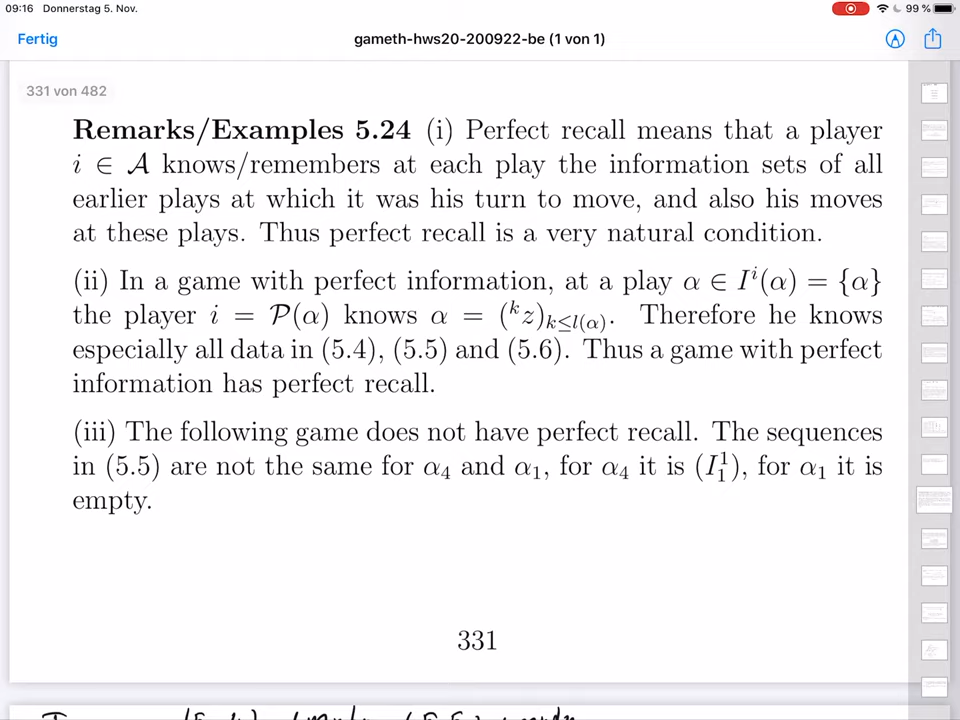 09:16 Donnerstag 5. Nov. 99 %
Fertig gameth-hws20-200922-be (1 von 1)
331 von 482
Remarks/Examples 5.24 (i) Perfect recall means that a player
i ∈ 𝒜 knows/remembers at each play the information sets of all
earlier plays at which it was his turn to move, and also his moves
at these plays. Thus perfect recall is a very natural condition.
(ii) In a game with perfect information, at a play α ∈ Iⁱ(α) = {α}
the player i = 𝒫(α) knows α = (ᵏz)ₖ≤l(α). Therefore he knows
especially all data in (5.4), (5.5) and (5.6). Thus a game with perfect
information has perfect recall.
(iii) The following game does not have perfect recall. The sequences
in (5.5) are not the same for α₄ and α₁, for α₄ it is (I₁¹), for α₁ it is
empty.
331